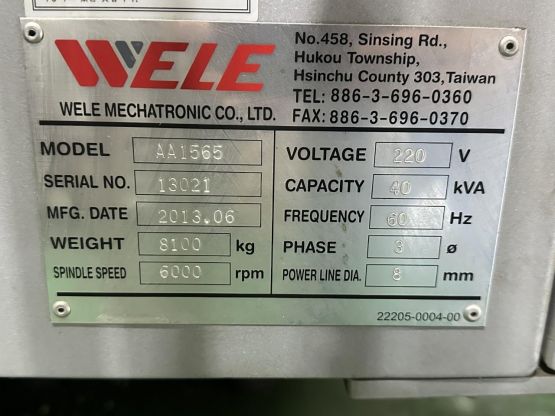 WELE
WELE MECHATRONIC CO., LTD.
No.458, Sinsing Rd.,
Hukou Township,
Hsinchu County 303,Taiwan
TEL: 886-3-696-0360
FAX: 886-3-696-0370
MODEL AA1565
SERIAL NO. 13021
MFG. DATE 2013.06
WEIGHT 8100 kg
SPINDLE SPEED 6000 rpm
VOLTAGE 220 V
CAPACITY 40 kVA
FREQUENCY 60 Hz
PHASE 3 ø
POWER LINE DIA. 8 mm
22205-0004-00